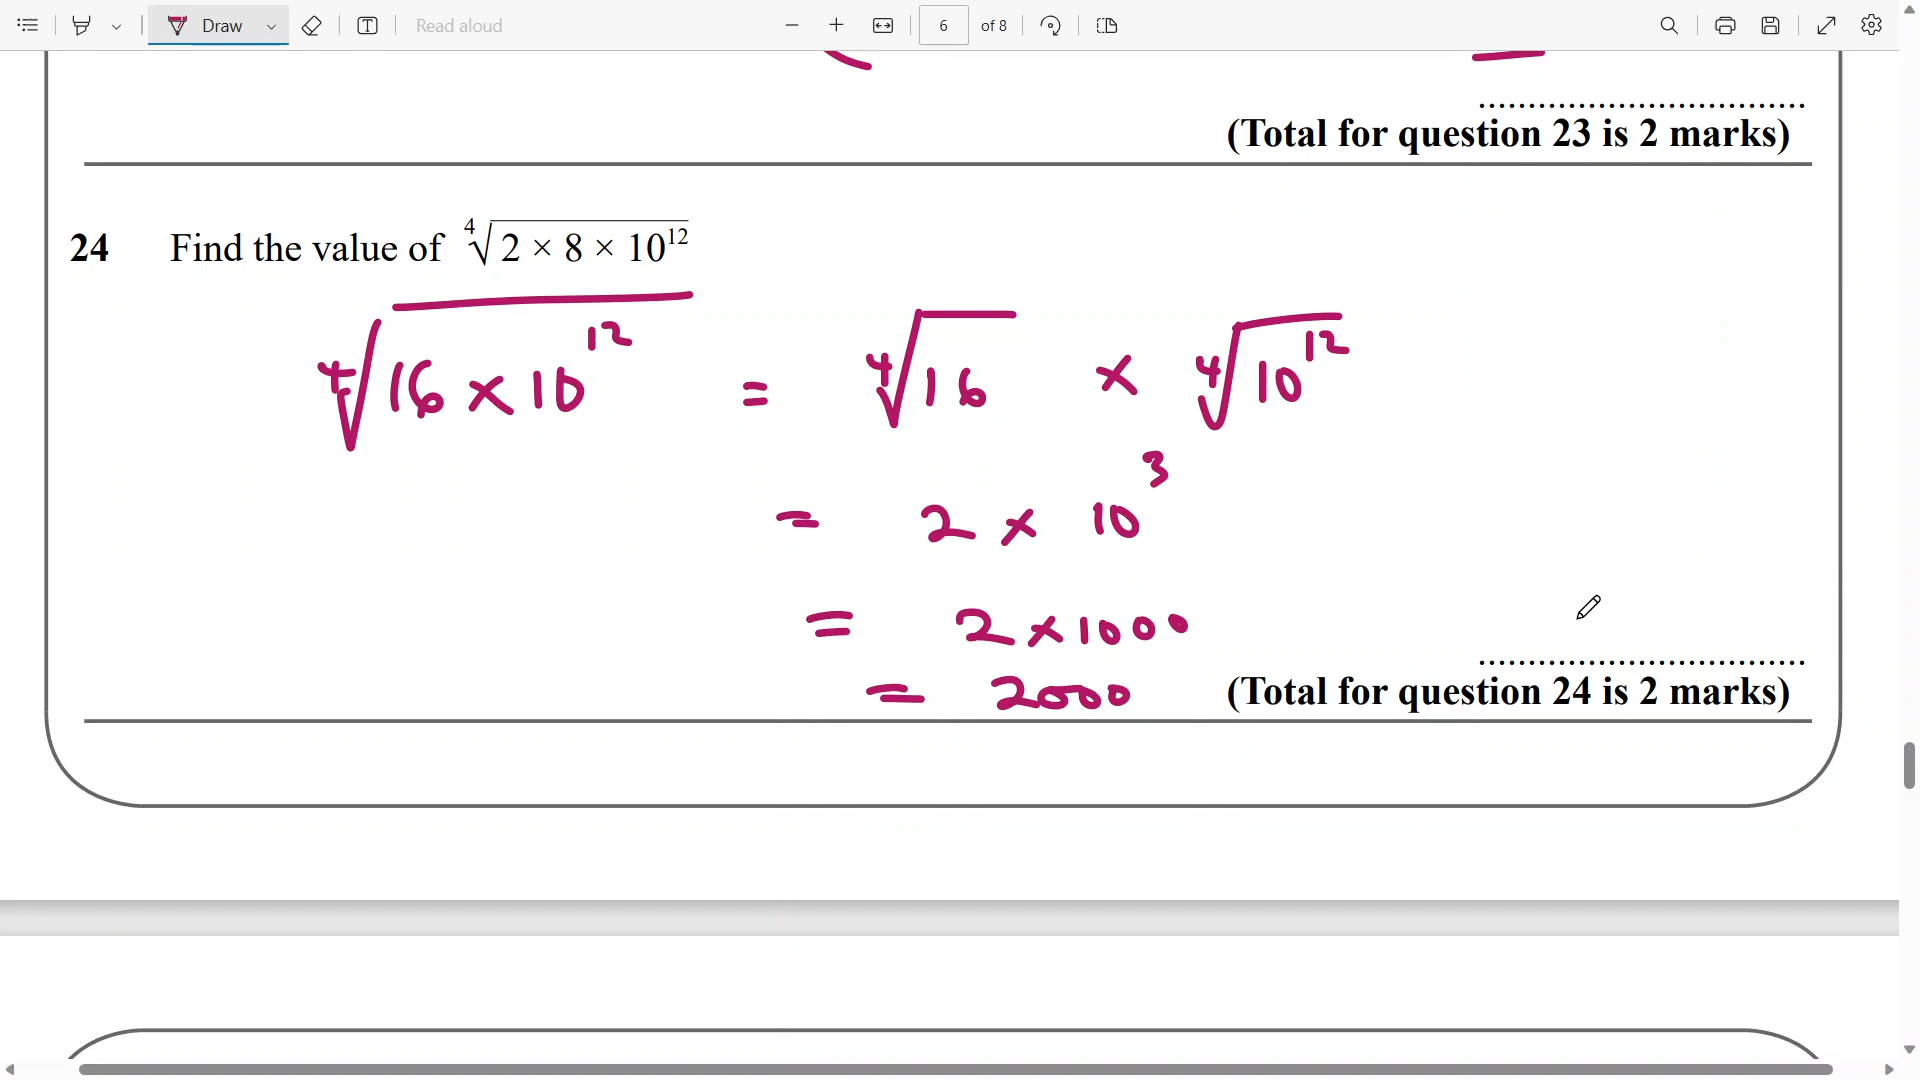 Draw
Read aloud
6 of 8
.................................
(Total for question 23 is 2 marks)
24 Find the value of ⁴√(2 × 8 × 10¹²)
⁴√(16 × 10¹²) = ⁴√16 × ⁴√10¹²
= 2 × 10³
= 2 × 1000
.................................
= 2000
(Total for question 24 is 2 marks)